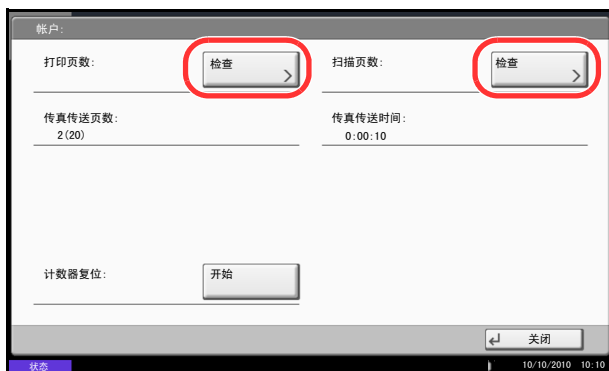 帐户:
打印页数: 检查 扫描页数: 检查
传真传送页数: 传真传送时间:
2(20) 0:00:10
计数器复位: 开始
关闭
状态 10/10/2010 10:10